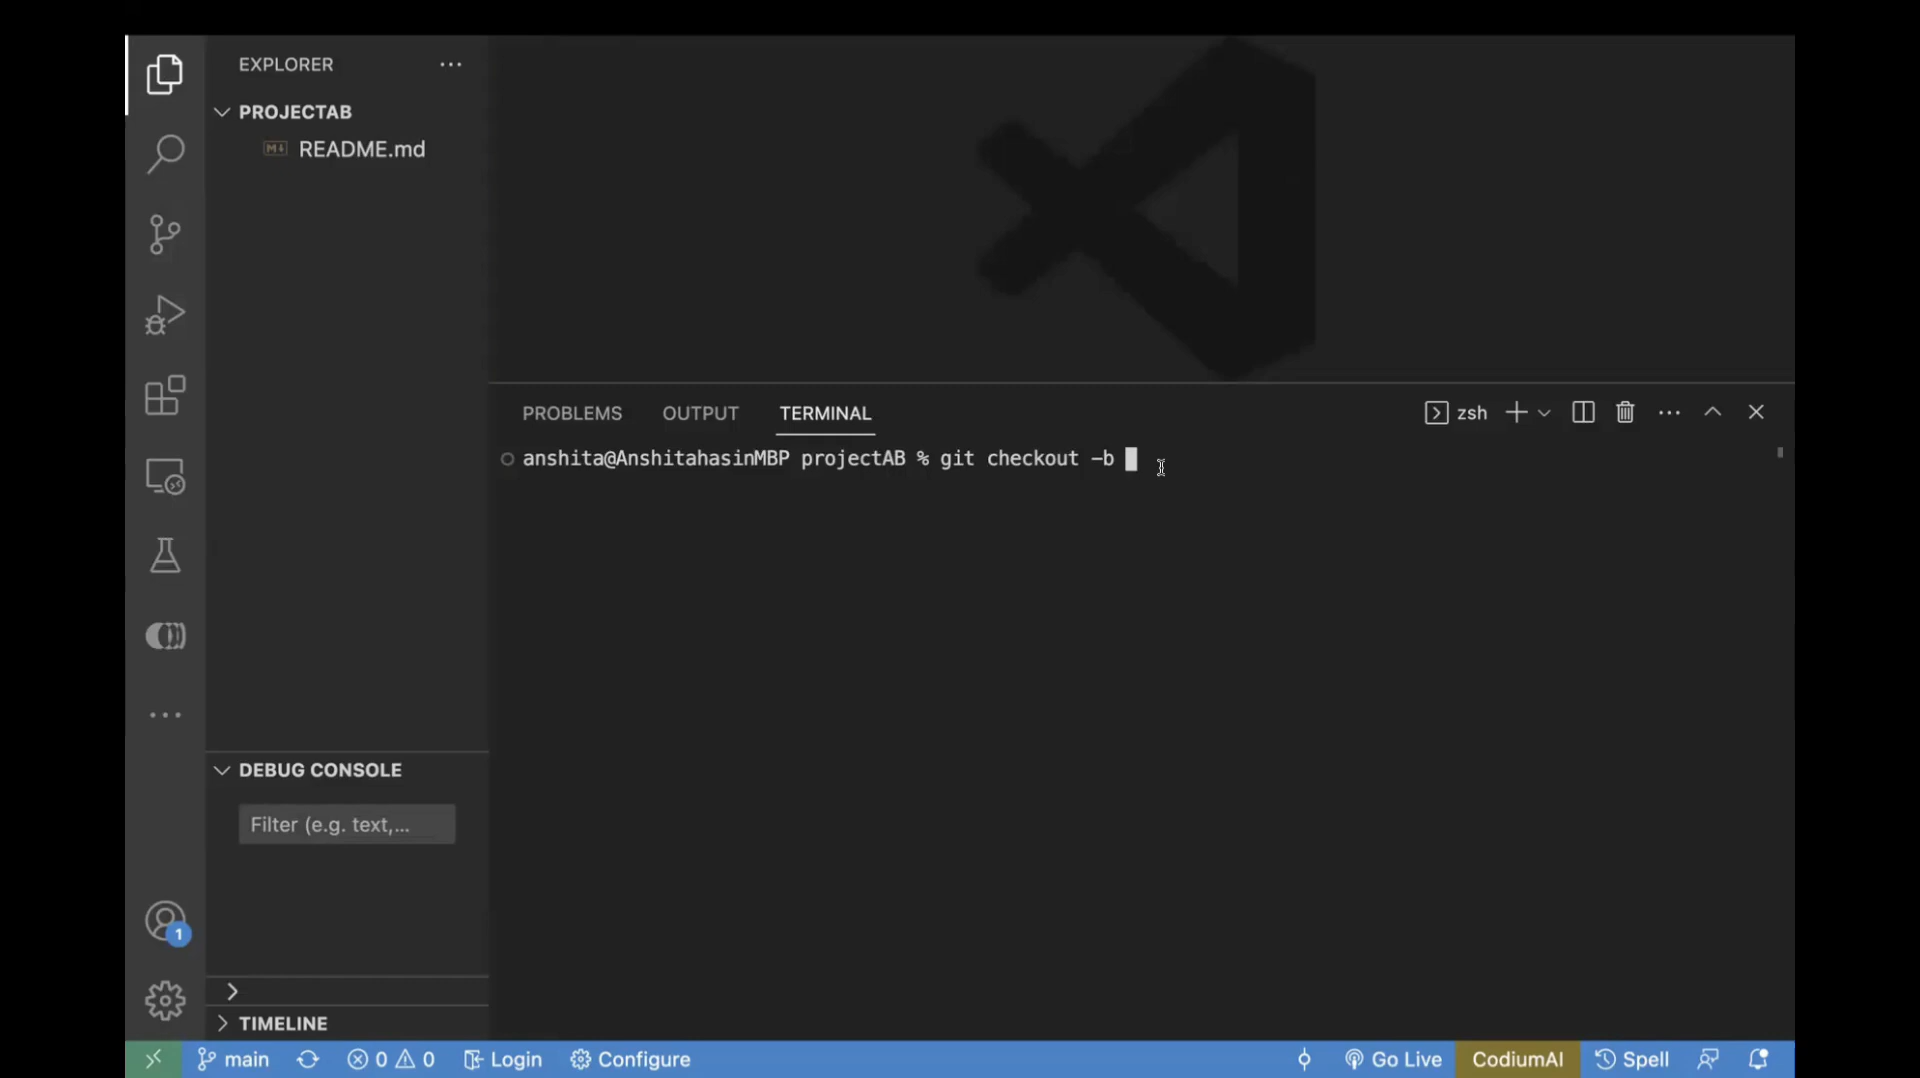 EXPLORER
PROJECTAB
README.md
PROBLEMS OUTPUT TERMINAL
zsh
anshita@AnshitahasinMBP projectAB % git checkout -b
DEBUG CONSOLE
Filter (e.g. text,...
1
TIMELINE
main 0 0 Login Configure Go Live CodiumAI Spell